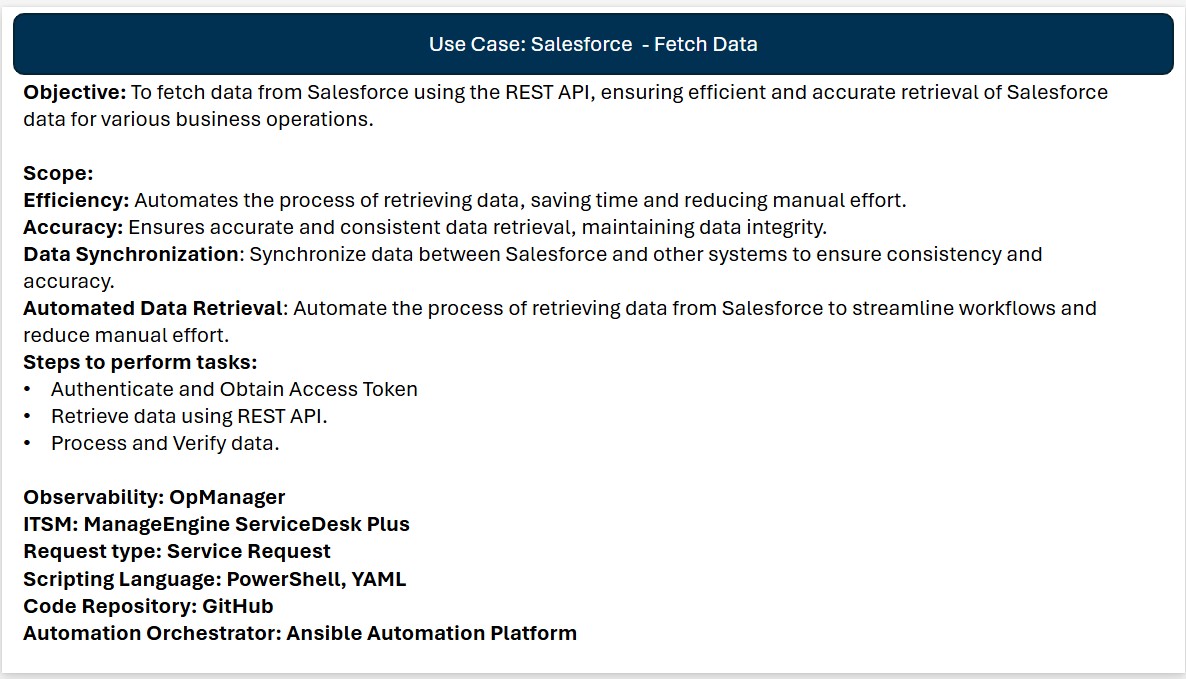 Use Case: Salesforce  - Fetch Data
Objective: To fetch data from Salesforce using the REST API, ensuring efficient and accurate retrieval of Salesforce
data for various business operations.
Scope:
Efficiency: Automates the process of retrieving data, saving time and reducing manual effort.
Accuracy: Ensures accurate and consistent data retrieval, maintaining data integrity.
Data Synchronization: Synchronize data between Salesforce and other systems to ensure consistency and
accuracy.
Automated Data Retrieval: Automate the process of retrieving data from Salesforce to streamline workflows and
reduce manual effort.
Steps to perform tasks:
• Authenticate and Obtain Access Token
• Retrieve data using REST API.
• Process and Verify data.
Observability: OpManager
ITSM: ManageEngine ServiceDesk Plus
Request type: Service Request
Scripting Language: PowerShell, YAML
Code Repository: GitHub
Automation Orchestrator: Ansible Automation Platform